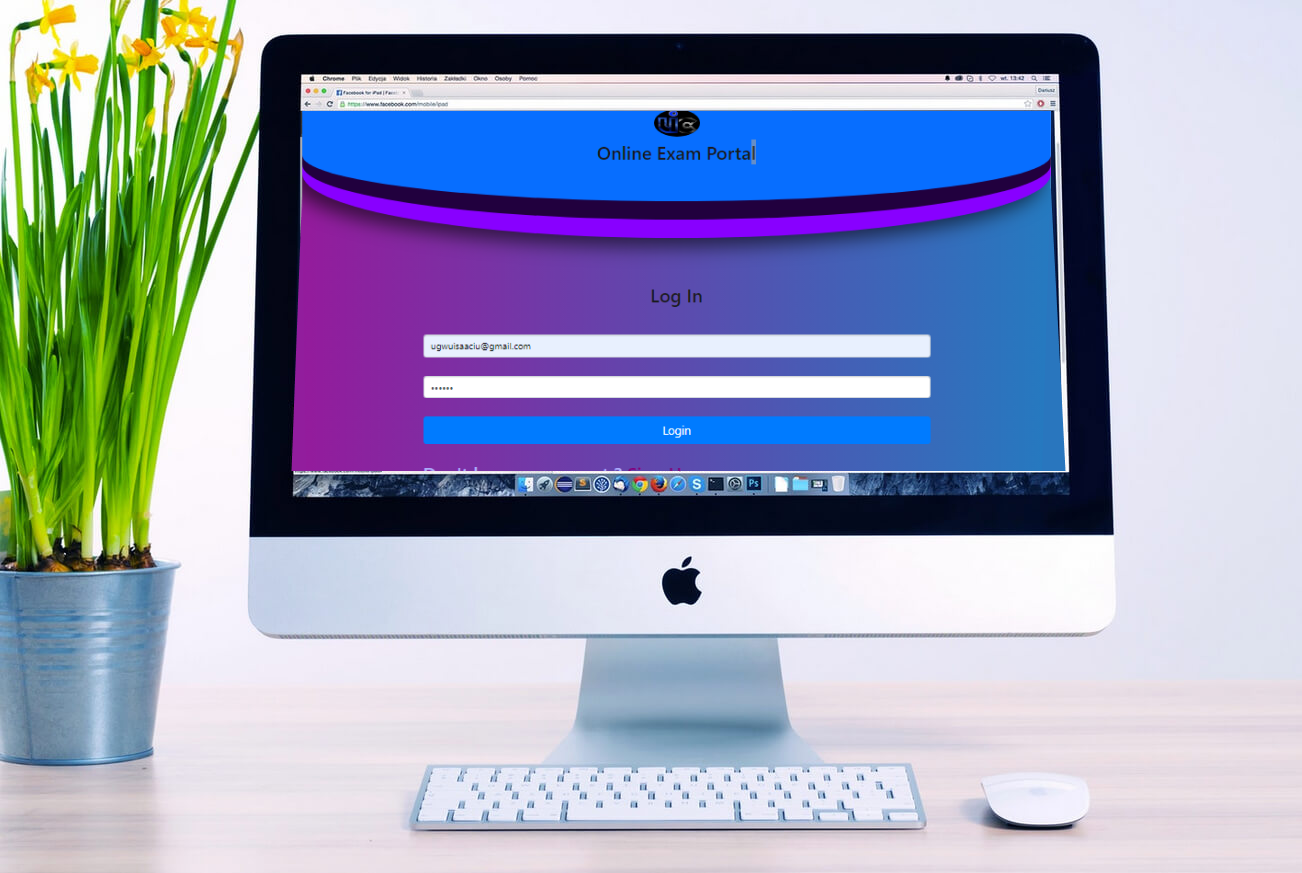 Chrome Plik Edycja Widok Historia Zakładki Okno Osoby Pomoc wt. 13:42
Facebook for iPad | Faceb
Dariusz
https://www.facebook.com/mobile/ipad
Online Exam Portal
Log In
ugwuisaaciu@gmail.com
Login
S
Ps